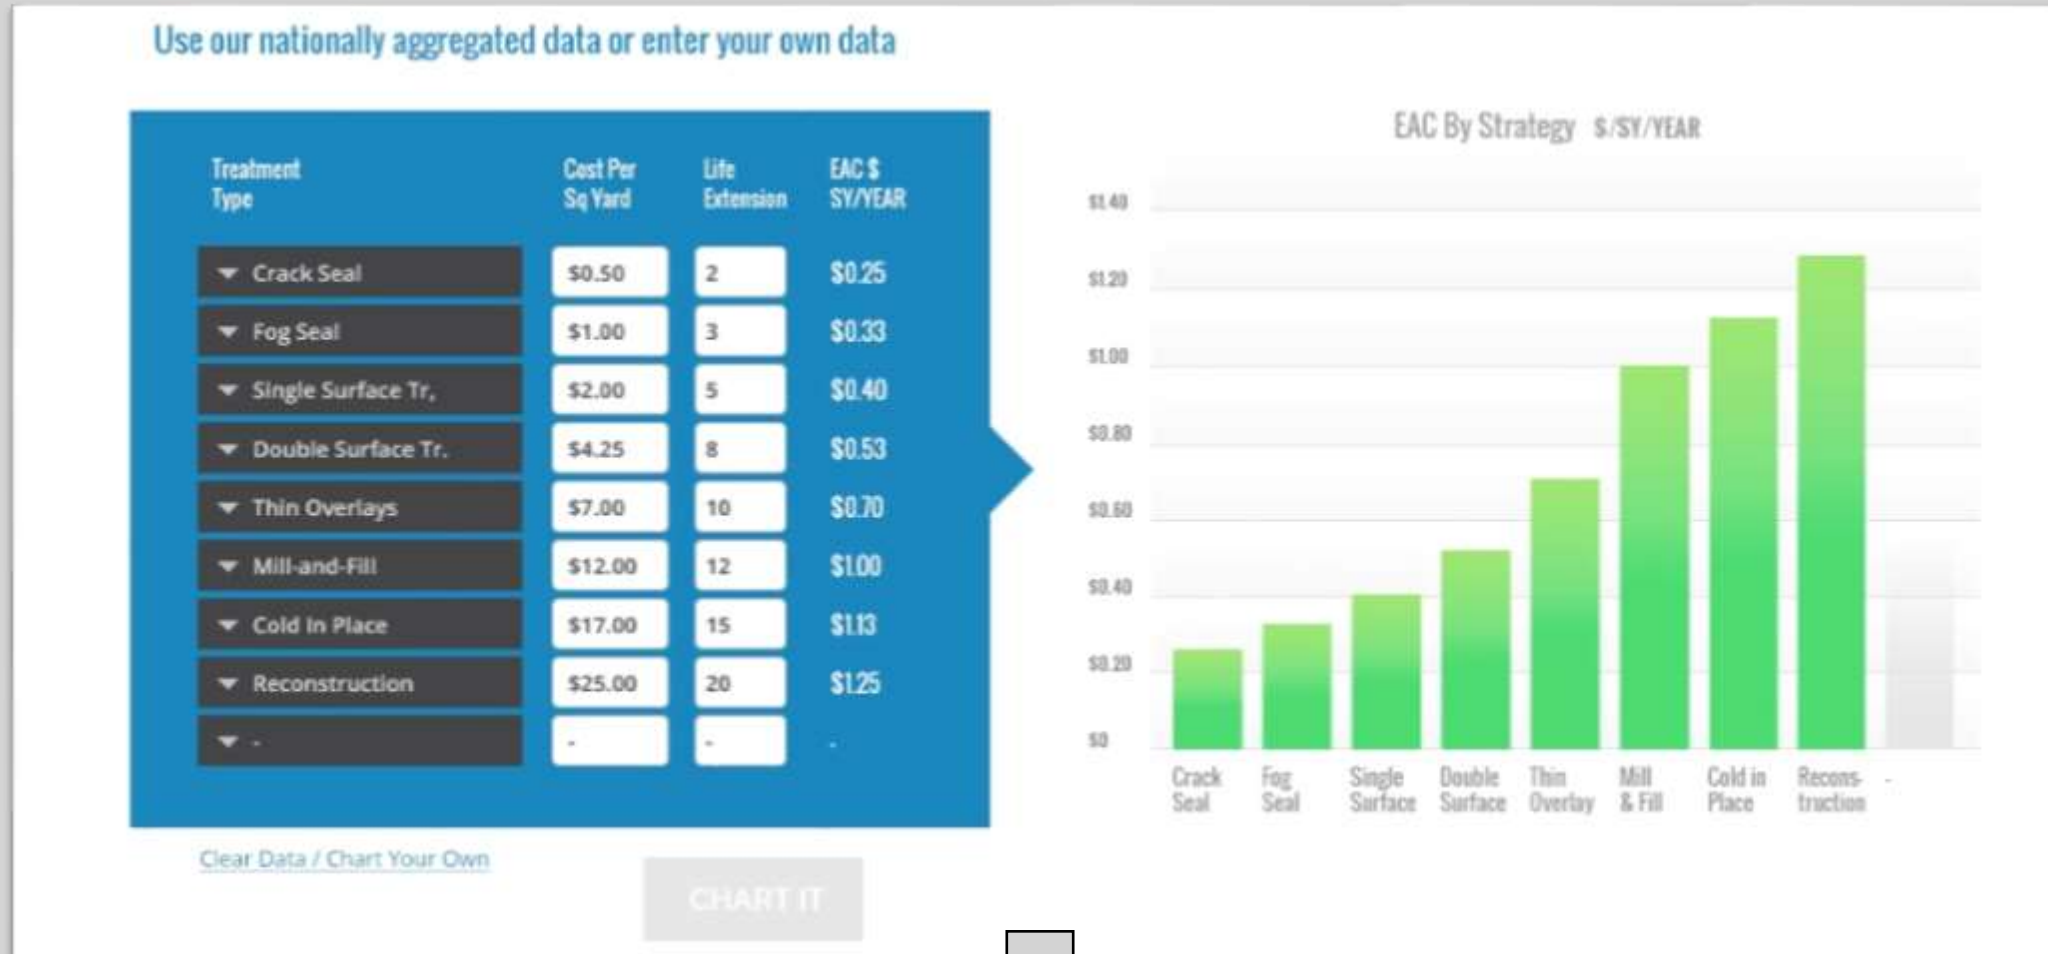 Use our nationally aggregated data or enter your own data
Treatment Type
Cost Per Sq Yard
Life Extension
EAC $ SY/YEAR
Crack Seal $0.50 2 $0.25
Fog Seal $1.00 3 $0.33
Single Surface Tr, $2.00 5 $0.40
Double Surface Tr. $4.25 8 $0.53
Thin Overlays $7.00 10 $0.70
Mill-and-Fill $12.00 12 $1.00
Cold In Place $17.00 15 $1.13
Reconstruction $25.00 20 $1.25
- - - -
Clear Data / Chart Your Own
CHART IT
EAC By Strategy $/SY/YEAR
$1.40
$1.20
$1.00
$0.80
$0.60
$0.40
$0.20
$0
Crack Seal
Fog Seal
Single Surface
Double Surface
Thin Overlay
Mill & Fill
Cold in Place
Recons-
truction
-